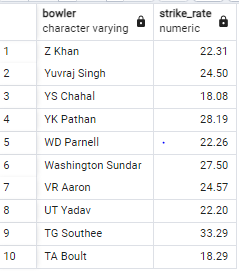 bowler strike_rate
character varying numeric
1 Z Khan 22.31
2 Yuvraj Singh 24.50
3 YS Chahal 18.08
4 YK Pathan 28.19
5 WD Parnell 22.26
6 Washington Sundar 27.50
7 VR Aaron 24.57
8 UT Yadav 22.20
9 TG Southee 33.29
10 TA Boult 18.29